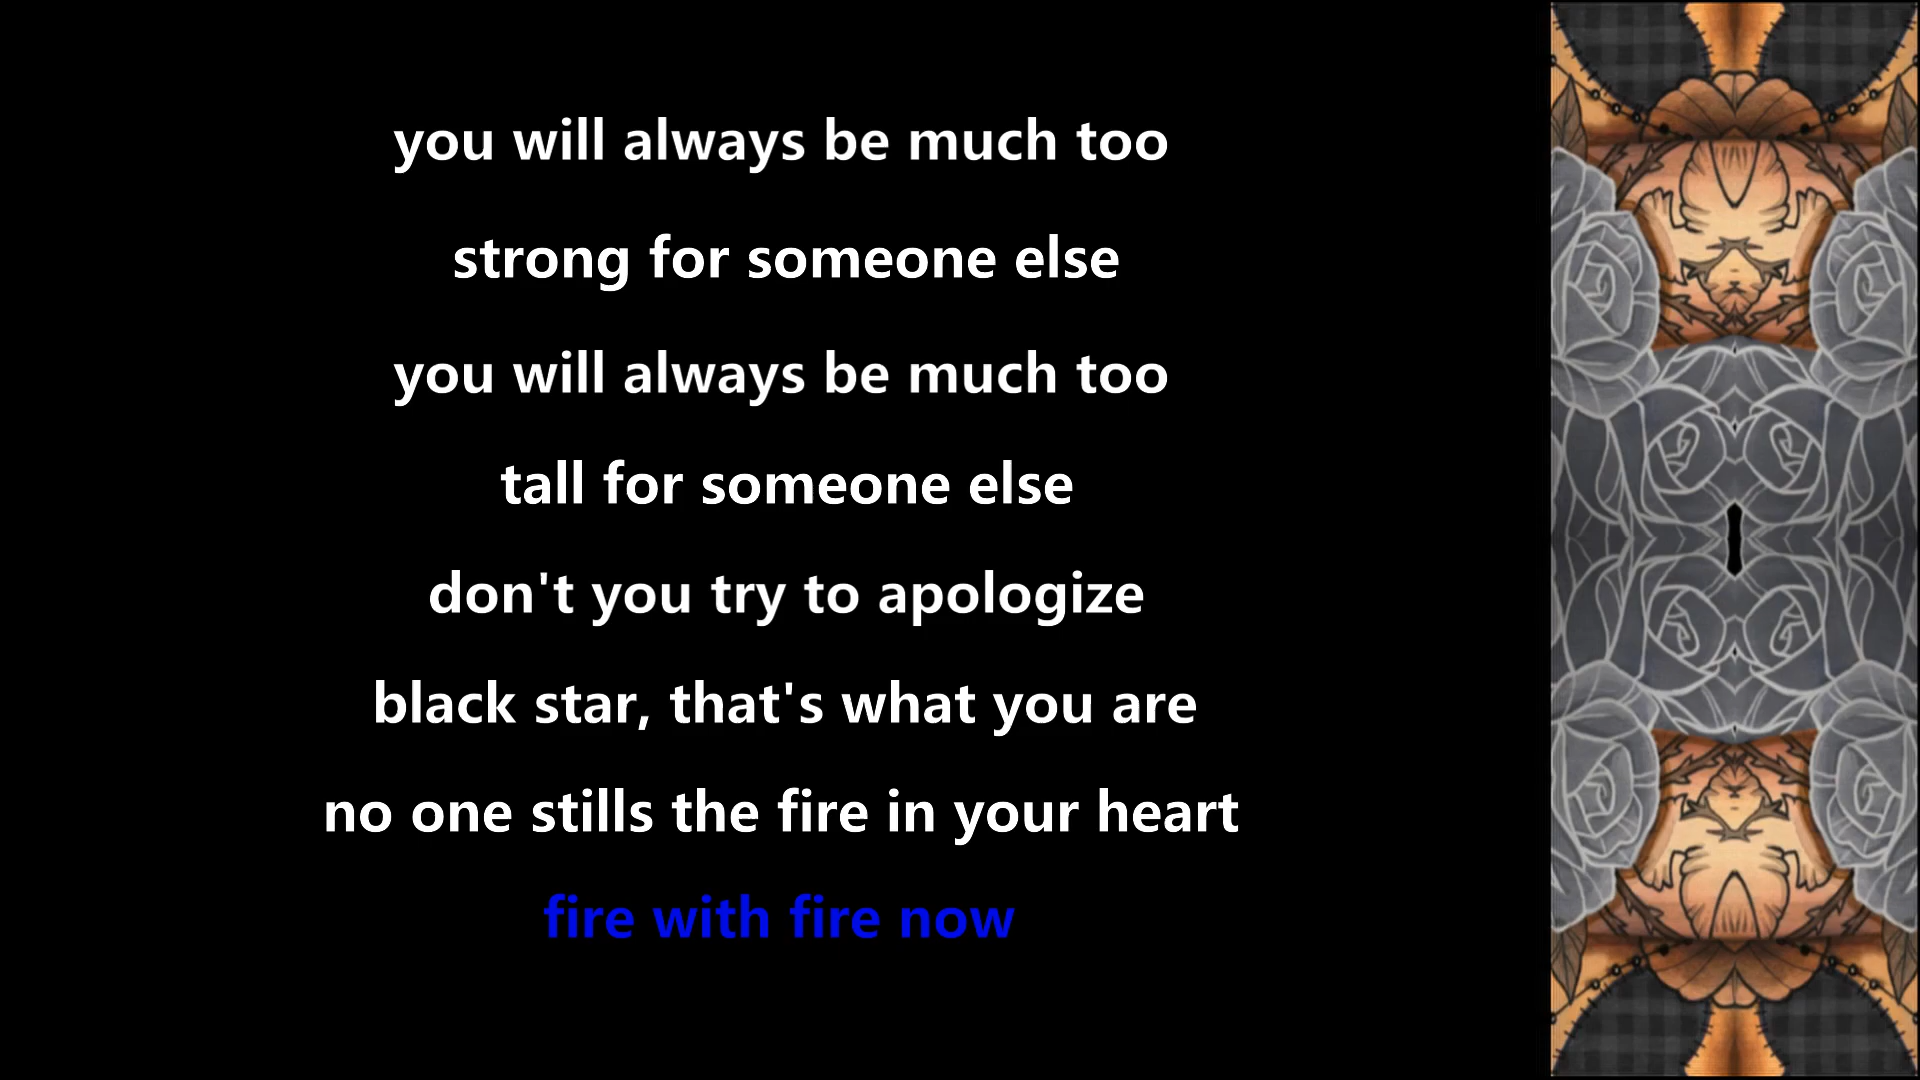 you will always be much too
strong for someone else
you will always be much too
tall for someone else
don't you try to apologize
black star, that's what you are
no one stills the fire in your heart
fire with fire now